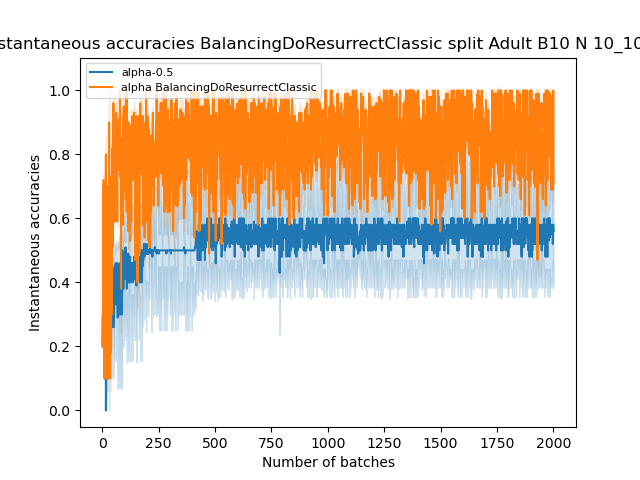 stantaneous accuracies BalancingDoResurrectClassic split Adult B10 N 10_10
alpha-0.5
alpha BalancingDoResurrectClassic
Instantaneous accuracies
1.0
0.8
0.6
0.4
0.2
0.0
0 250 500 750 1000 1250 1500 1750 2000
Number of batches